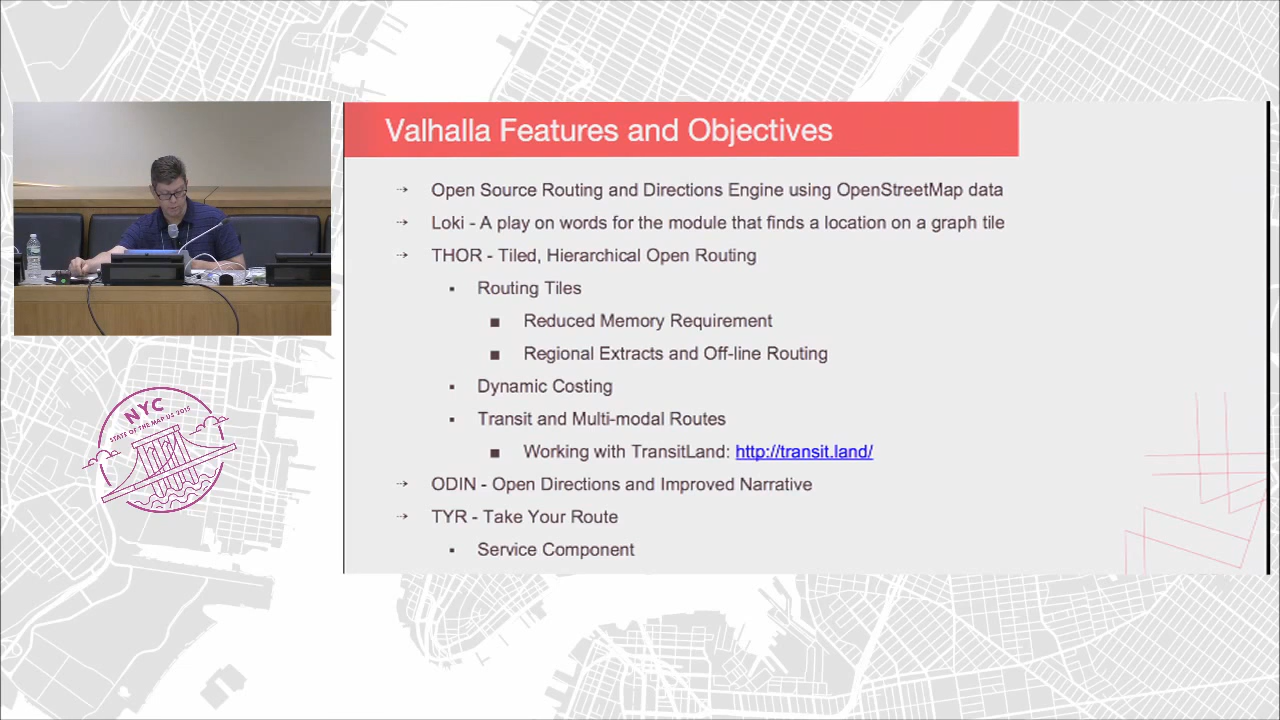 Valhalla Features and Objectives
⇢ Open Source Routing and Directions Engine using OpenStreetMap data
⇢ Loki - A play on words for the module that finds a location on a graph tile
⇢ THOR - Tiled, Hierarchical Open Routing
▪ Routing Tiles
■ Reduced Memory Requirement
■ Regional Extracts and Off-line Routing
▪ Dynamic Costing
▪ Transit and Multi-modal Routes
■ Working with TransitLand: http://transit.land/
⇢ ODIN - Open Directions and Improved Narrative
⇢ TYR - Take Your Route
▪ Service Component
NYC
STATE OF THE MAP US 2015